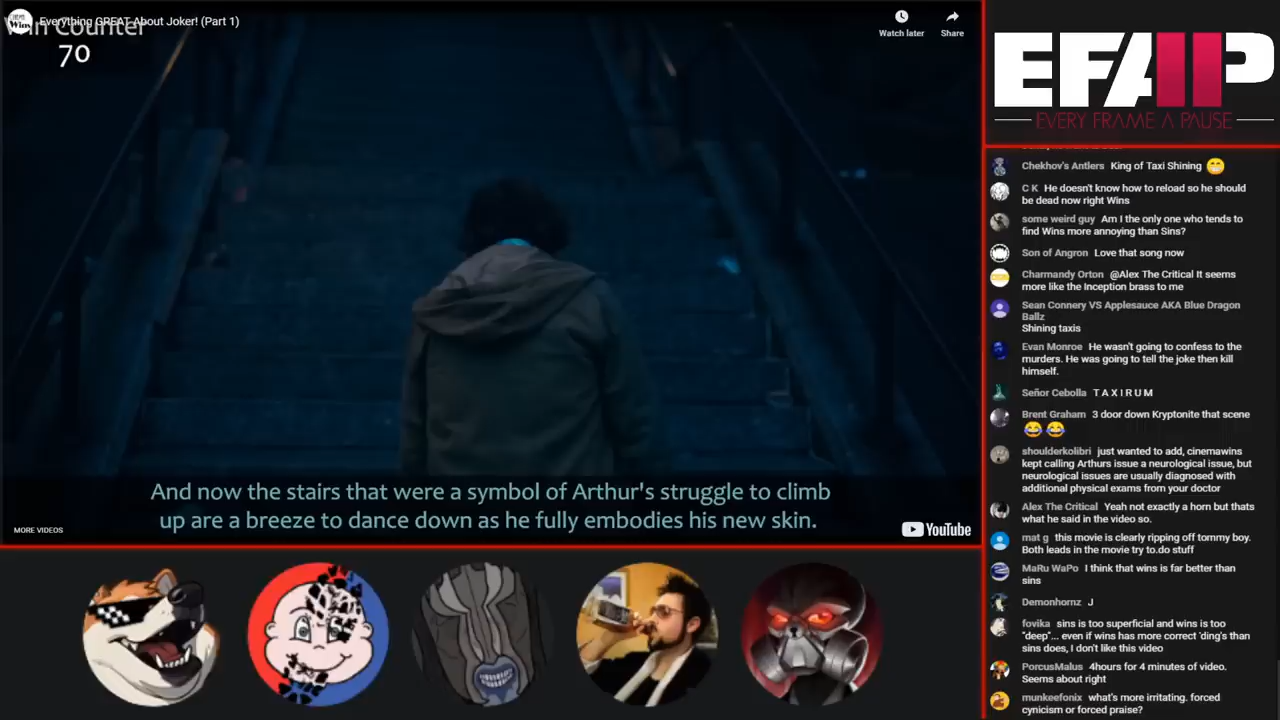 Everything GREAT About Joker! (Part 1)
Win Counter
70
Watch later
Share
And now the stairs that were a symbol of Arthur's struggle to climb
up are a breeze to dance down as he fully embodies his new skin.
MORE VIDEOS
YouTube
EFAP
EVERY FRAME A PAUSE
Chekhov's Antlers King of Taxi Shining 😁
C K He doesn't know how to reload so he should
be dead now right Wins
some weird guy Am I the only one who tends to
find Wins more annoying than Sins?
Son of Angron Love that song now
Charmandy Orton @Alex The Critical It seems
more like the Inception brass to me
Sean Connery VS Applesauce AKA Blue Dragon
Ballz
Shining taxis
Evan Monroe He wasn't going to confess to the
murders. He was going to tell the joke then kill
himself.
Señor Cebolla T A X I R U M
Brent Graham 3 door down Kryptonite that scene
😂 😂
shoulderkolibri just wanted to add, cinemawins
kept calling Arthurs issue a neurological issue, but
neurological issues are usually diagnosed with
additional physical exams from your doctor
Alex The Critical Yeah not exactly a horn but thats
what he said in the video so.
mat g this movie is clearly ripping off tommy boy.
Both leads in the movie try to.do stuff
MaRu WaPo I think that wins is far better than
sins
Demonhornz J
fovika sins is too superficial and wins is too
"deep"... even if wins has more correct 'ding's than
sins does, I don't like this video
PorcusMalus 4hours for 4 minutes of video.
Seems about right
munkeefonix what's more irritating. forced
cynicism or forced praise?